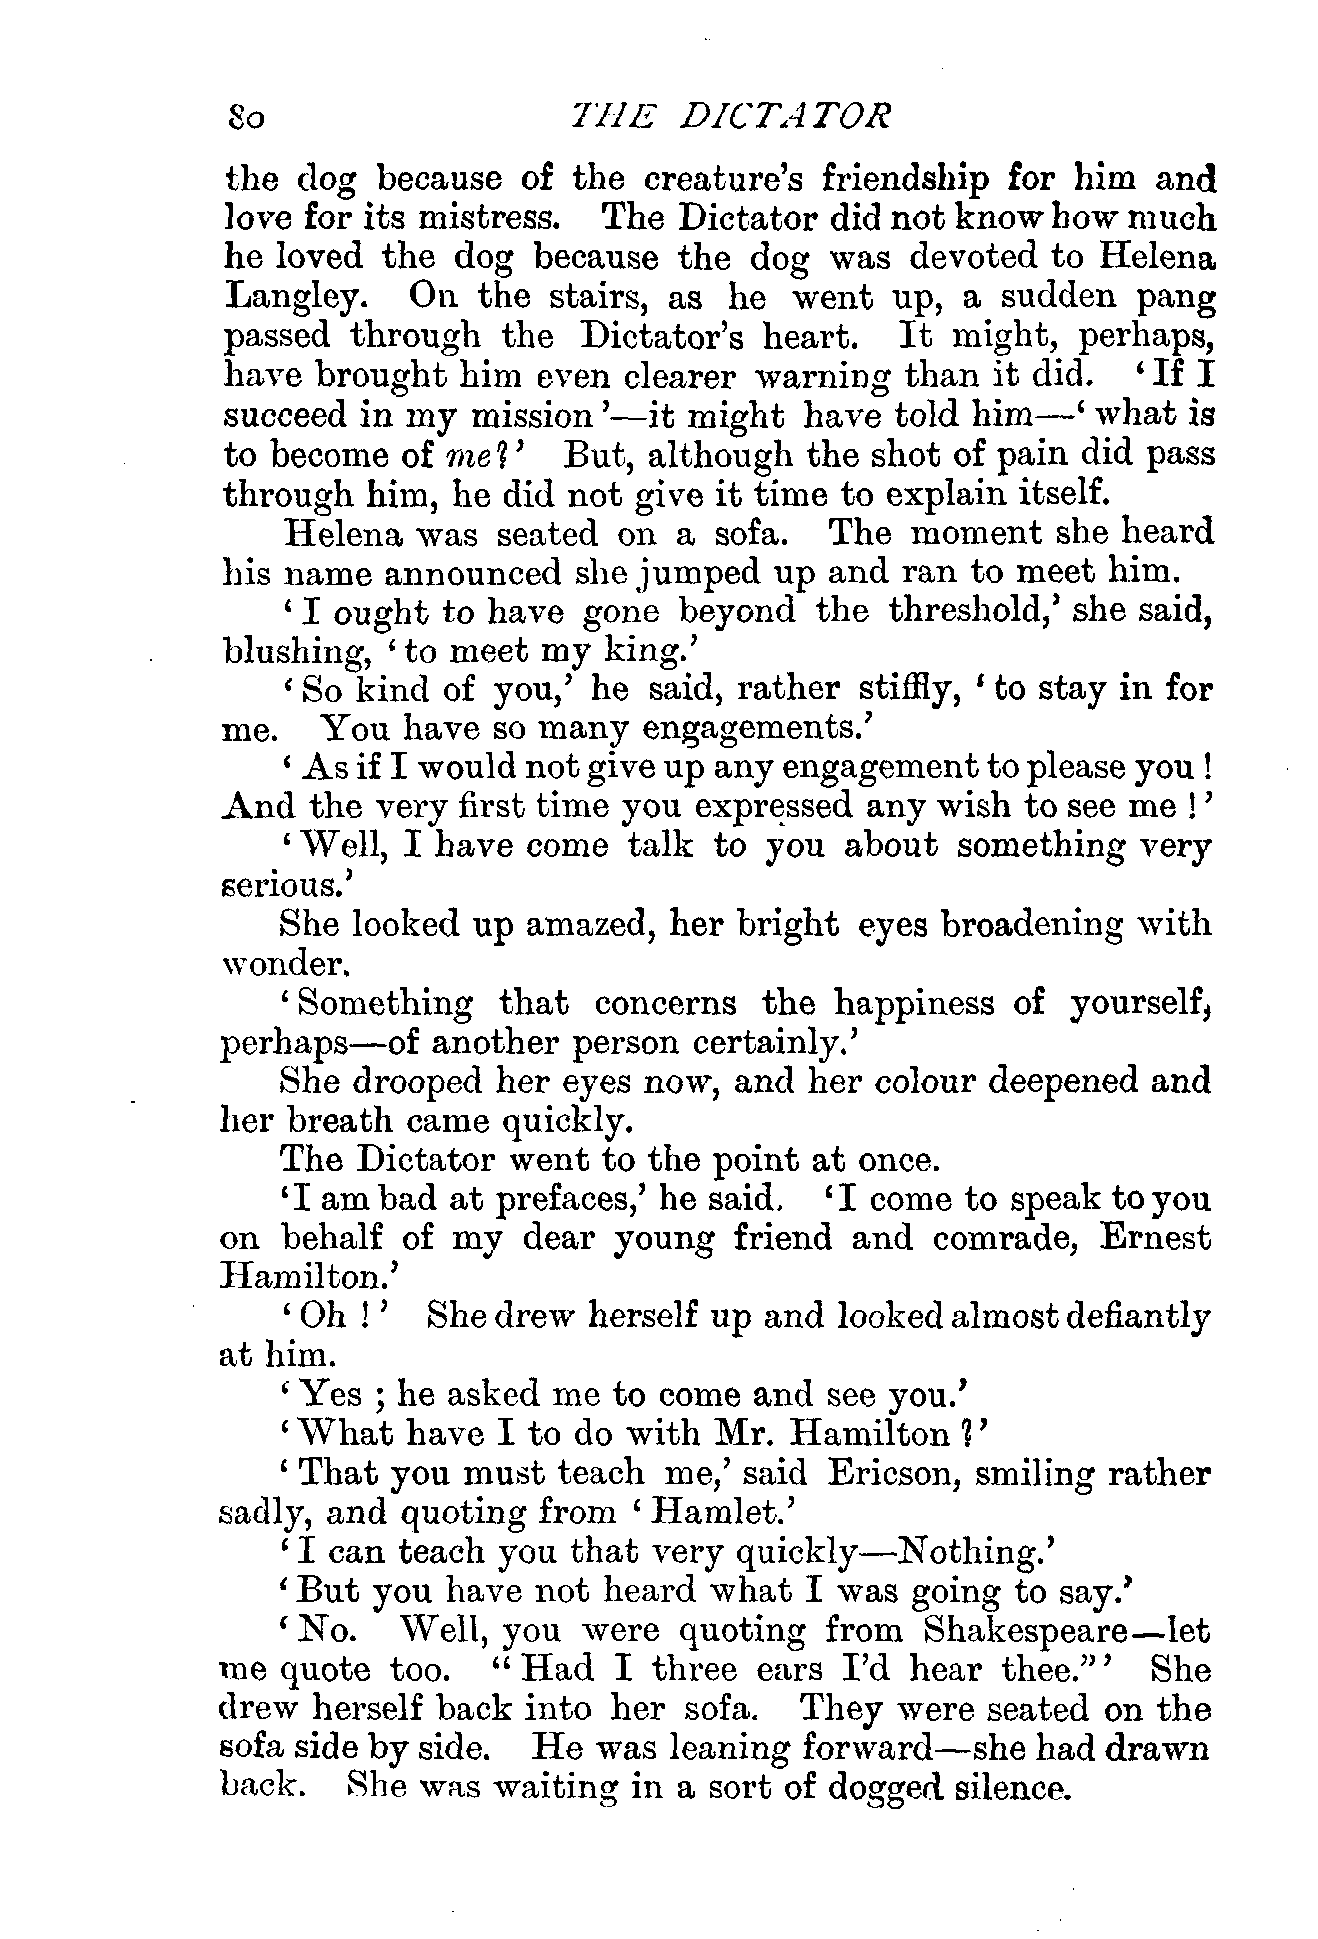 80 THE DICTATOR
the dog because of the creature's friendship for him and
love for its mistress. The Dictator did not know how much
he loved the dog because the dog was devoted to Helena
Langley. On the stairs, as he went up, a sudden pang
passed through the Dictator's heart. It might, perhaps,
have brought him even clearer warning than it did. ‘If I
succeed in my mission’—it might have told him—‘what is
to become of me?’ But, although the shot of pain did pass
through him, he did not give it time to explain itself.
Helena was seated on a sofa. The moment she heard
his name announced she jumped up and ran to meet him.
‘I ought to have gone beyond the threshold,’ she said,
blushing, ‘to meet my king.’
‘So kind of you,’ he said, rather stiffly, ‘to stay in for
me. You have so many engagements.’
‘As if I would not give up any engagement to please you!
And the very first time you expressed any wish to see me!’
‘Well, I have come talk to you about something very
serious.’
She looked up amazed, her bright eyes broadening with
wonder.
‘Something that concerns the happiness of yourself,
perhaps—of another person certainly.’
She drooped her eyes now, and her colour deepened and
her breath came quickly.
The Dictator went to the point at once.
‘I am bad at prefaces,’ he said. ‘I come to speak to you
on behalf of my dear young friend and comrade, Ernest
Hamilton.’
‘Oh!’ She drew herself up and looked almost defiantly
at him.
‘Yes; he asked me to come and see you.’
‘What have I to do with Mr. Hamilton?’
‘That you must teach me,’ said Ericson, smiling rather
sadly, and quoting from ‘Hamlet.’
‘I can teach you that very quickly—Nothing.’
‘But you have not heard what I was going to say.’
‘No. Well, you were quoting from Shakespeare—let
me quote too. “Had I three ears I'd hear thee.”’ She
drew herself back into her sofa. They were seated on the
sofa side by side. He was leaning forward—she had drawn
back. She was waiting in a sort of dogged silence.